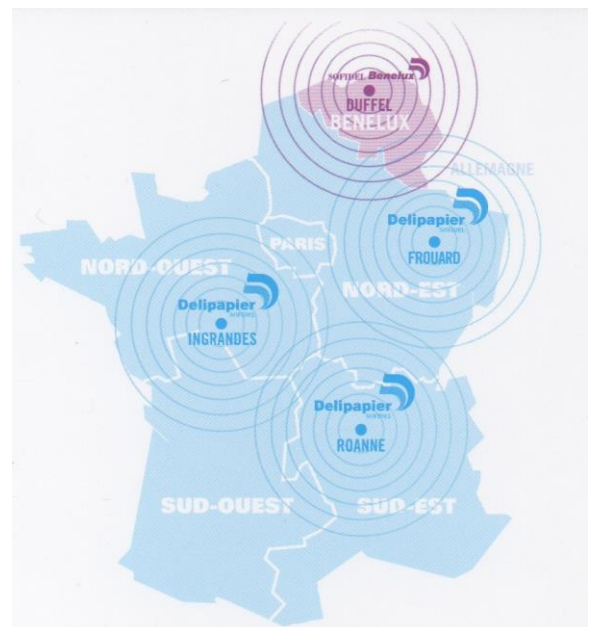 SOFIDEL Benelux
DUFFEL
BENELUX
ALLEMAGNE
Delipapier
SOFIDEL
FROUARD
PARIS
NORD-OUEST
NORD-EST
Delipapier
SOFIDEL
INGRANDES
Delipapier
SOFIDEL
ROANNE
SUD-OUEST
SUD-EST